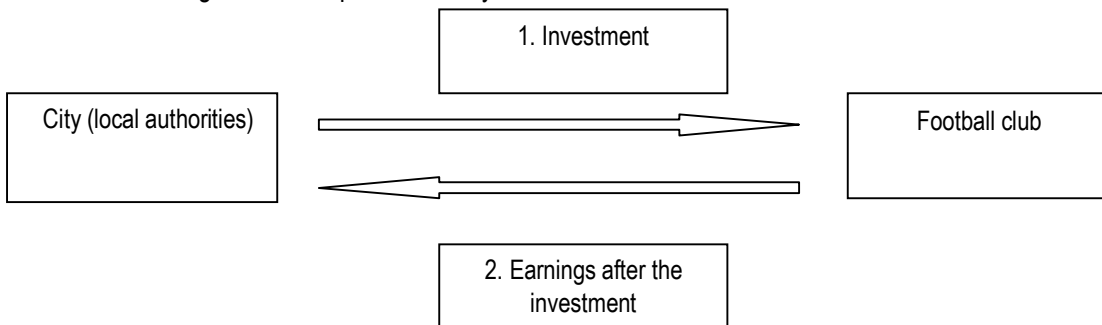 1. Investment
City (local authorities)
Football club
2. Earnings after the
investment